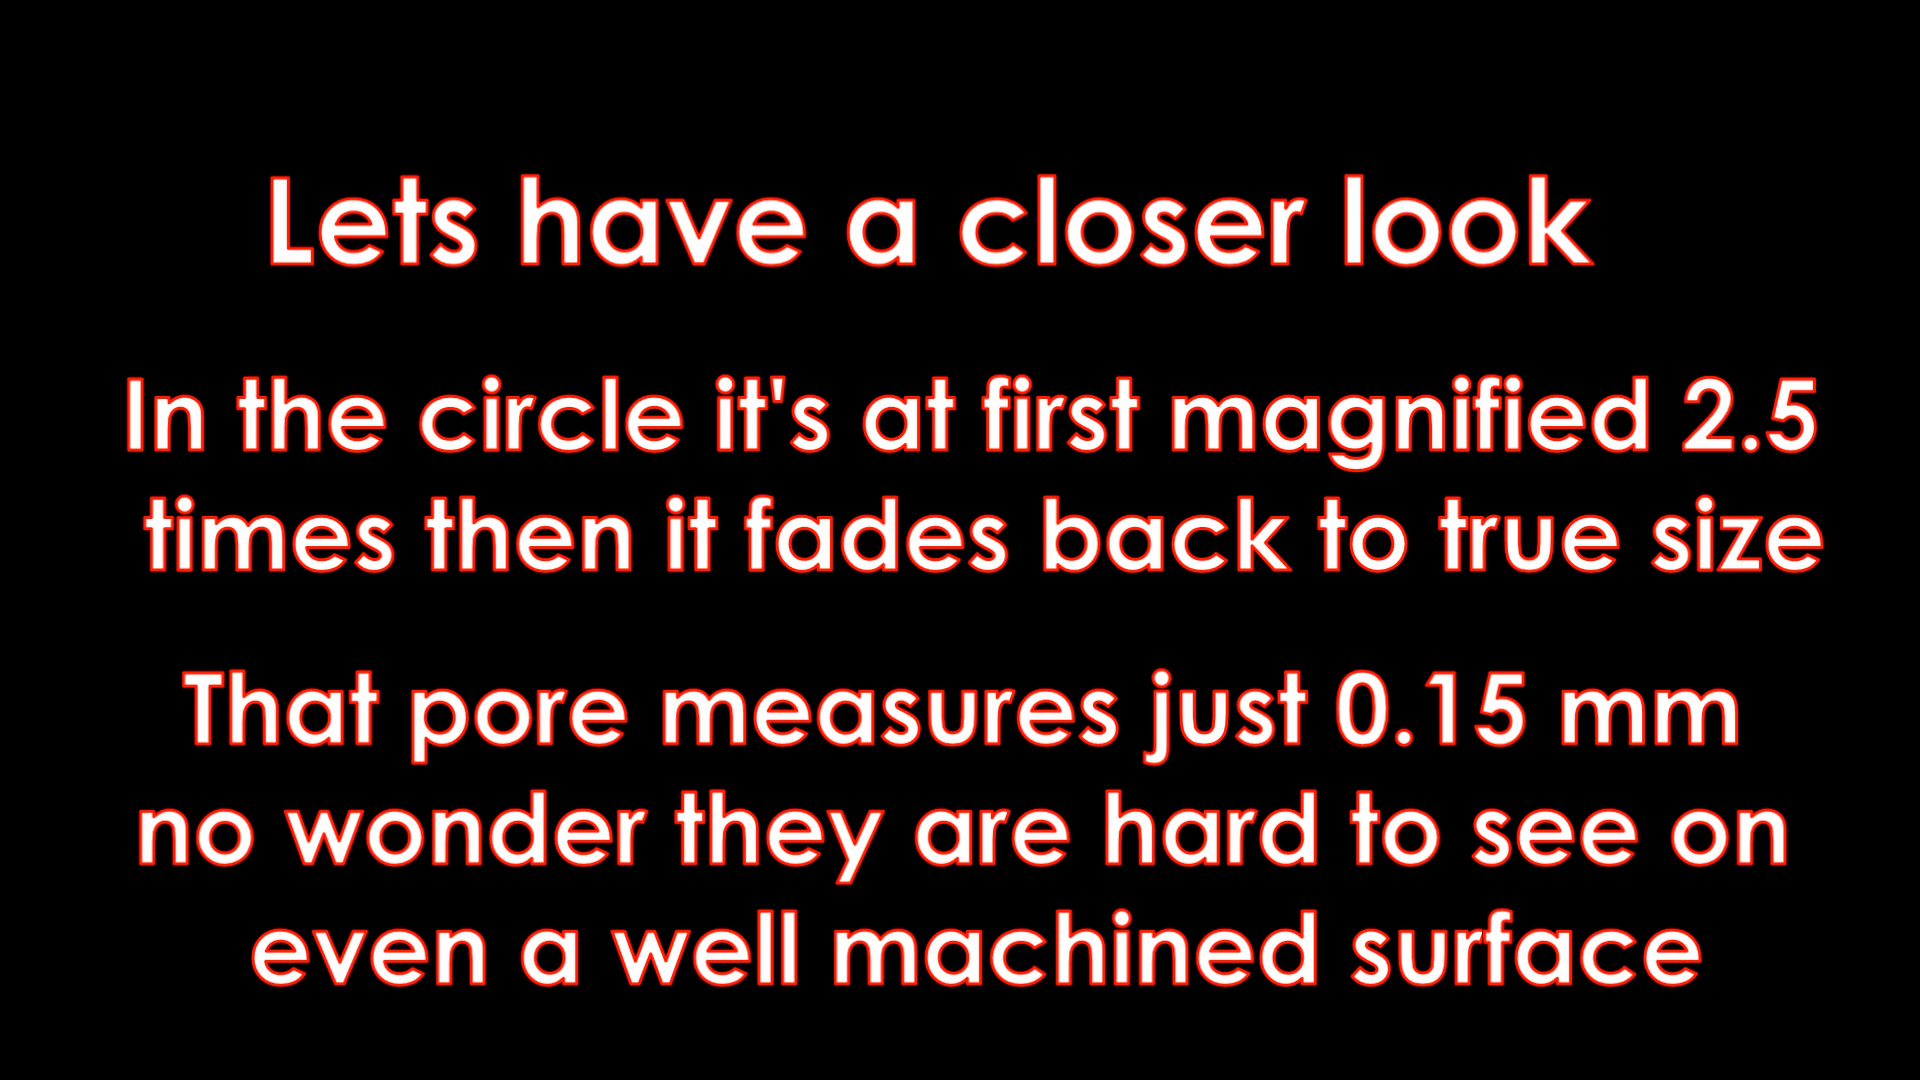 Lets have a closer look
In the circle it's at first magnified 2.5
times then it fades back to true size
That pore measures just 0.15 mm
no wonder they are hard to see on
even a well machined surface